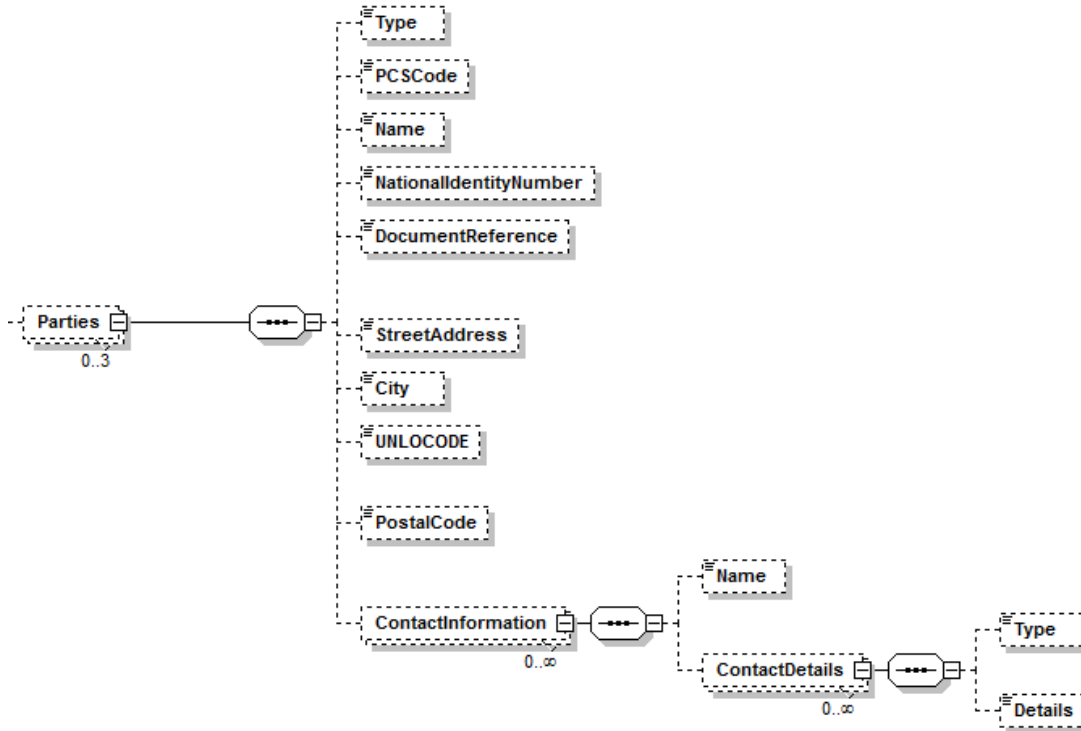 Type
PCSCode
Name
NationalIdentityNumber
DocumentReference
Parties
0..3
StreetAddress
City
UNLOCODE
PostalCode
ContactInformation
0..∞
Name
ContactDetails
0..∞
Type
Details